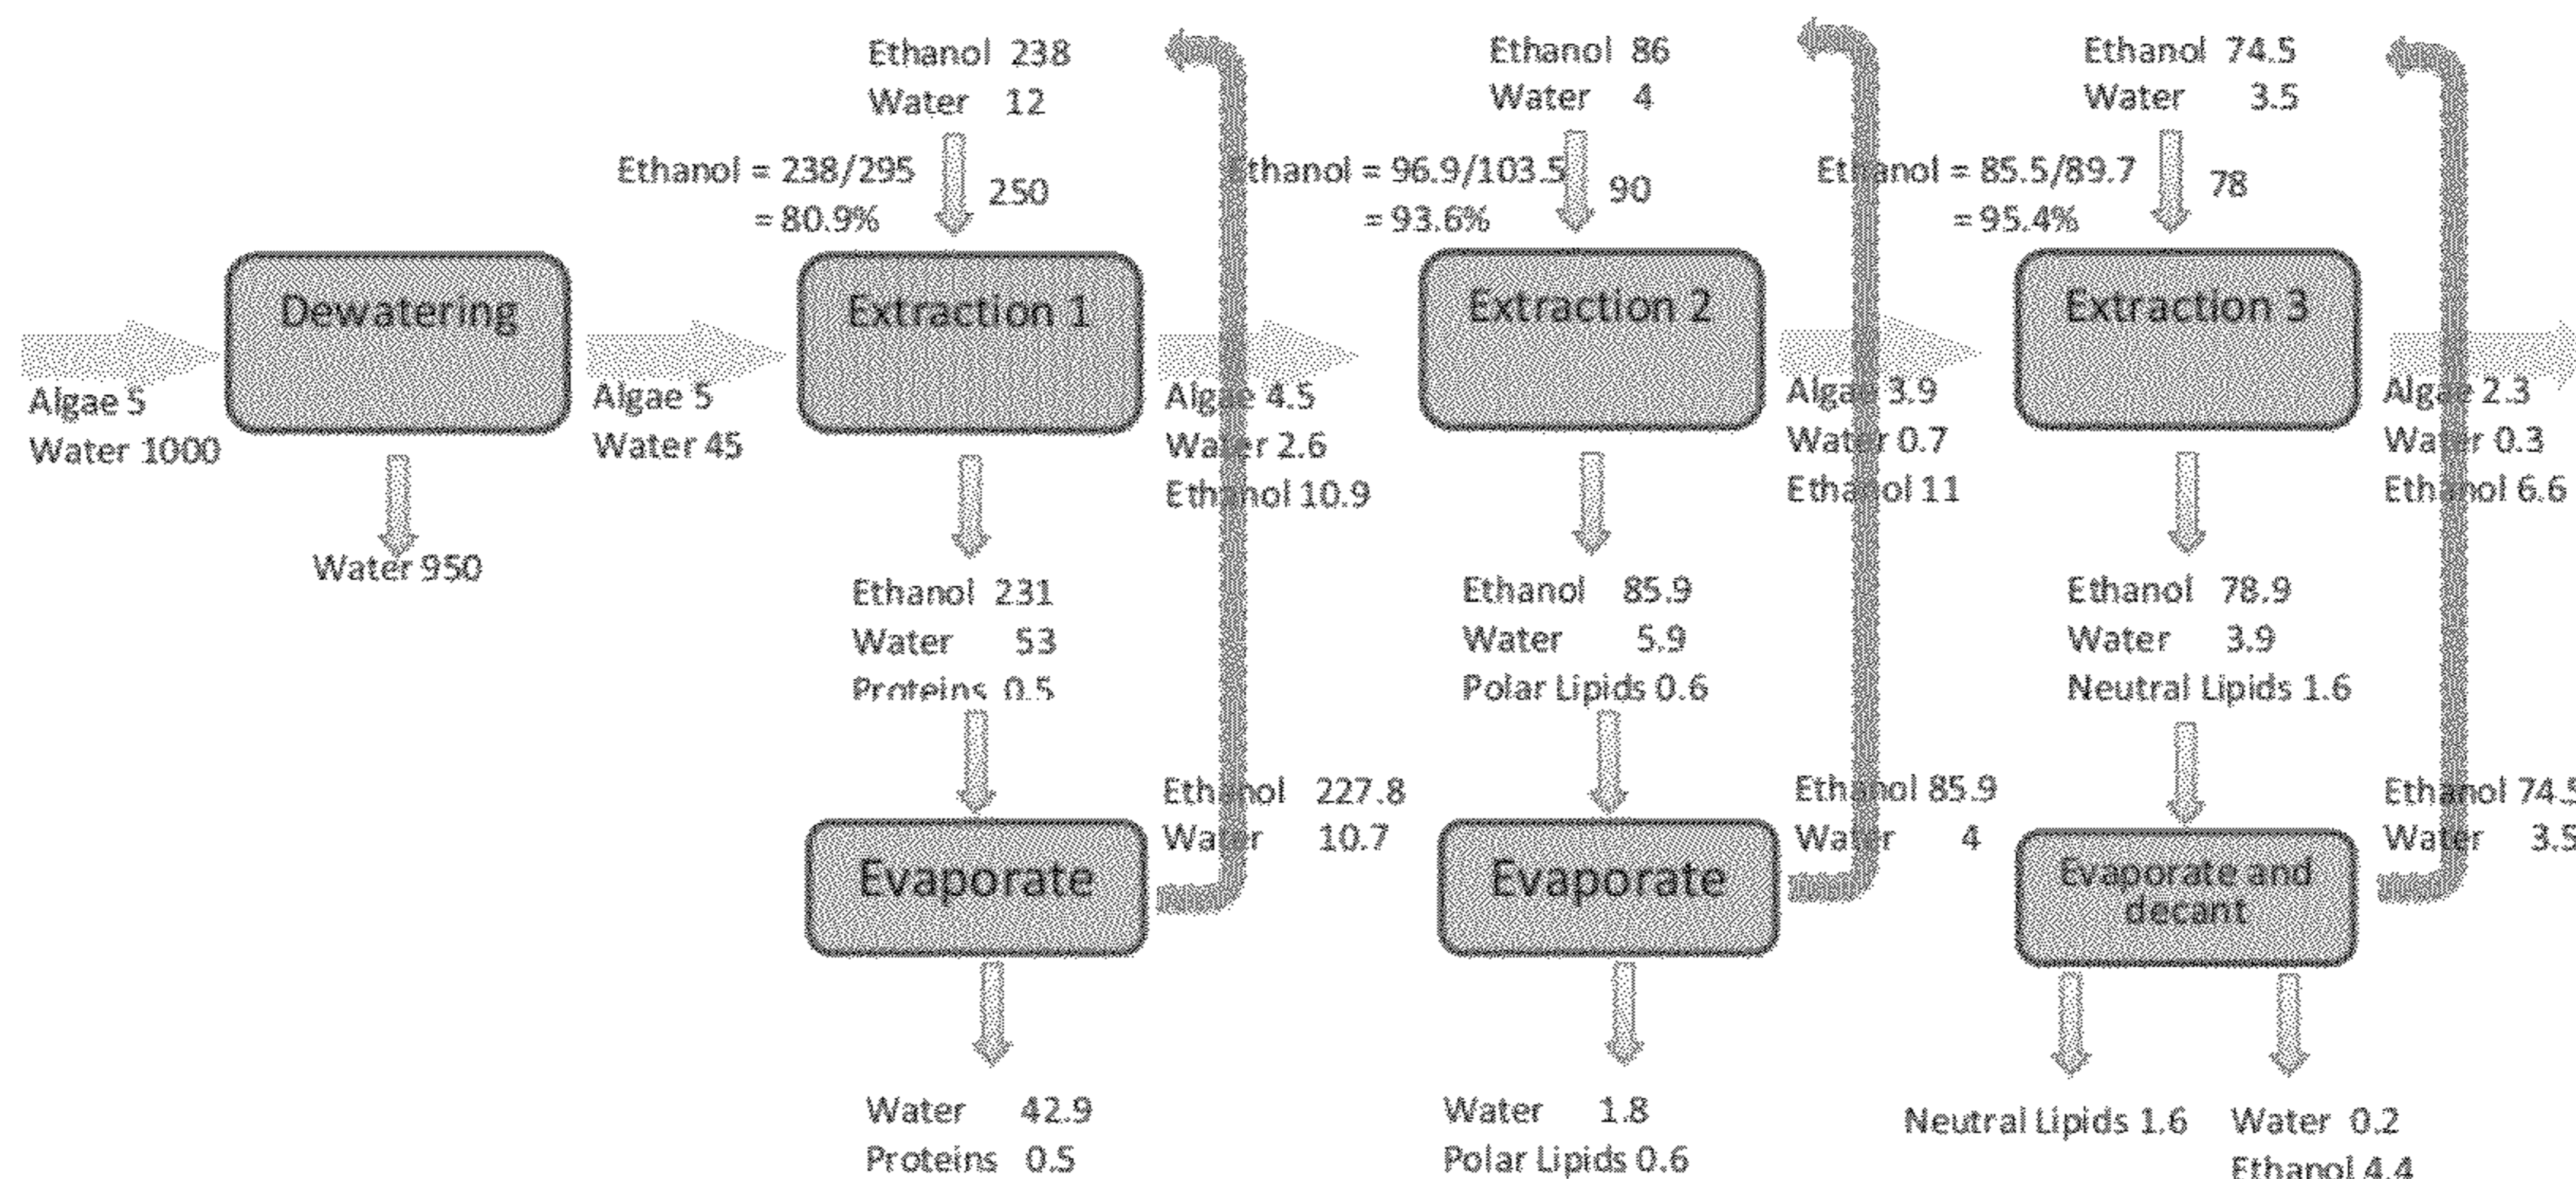 Ethanol 238
Water 12
Ethanol = 238/295
= 80.9%
250
Ethanol 86
Water 4
Ethanol = 96.9/103.5
= 93.6%
90
Ethanol 74.5
Water 3.5
Ethanol = 85.5/89.7
= 95.4%
78
Dewatering
Extraction 1
Extraction 2
Extraction 3
Algae 5
Water 1000
Algae 5
Water 45
Algae 4.5
Water 2.6
Ethanol 10.9
Algae 3.9
Water 0.7
Ethanol 11
Algae 2.3
Water 0.3
Ethanol 6.6
Water 950
Ethanol 231
Water 53
Proteins 0.5
Ethanol 85.9
Water 5.9
Polar Lipids 0.6
Ethanol 78.9
Water 3.9
Neutral Lipids 1.6
Ethanol 227.8
Water 10.7
Ethanol 85.9
Water 4
Ethanol 74.5
Water 3.5
Evaporate
Evaporate
Evaporate and
decant
Water 42.9
Proteins 0.5
Water 1.8
Polar Lipids 0.6
Neutral Lipids 1.6
Water 0.2
Ethanol 4.4